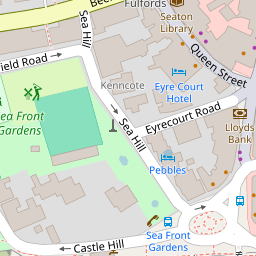 Fulfords
Seaton
Library
Sea Hill
Queen Street
Road
Kenncote
Eyre Court
Hotel
Eyrecourt Road
Sea Front
Gardens
Sea Hill
Lloyds
Bank
Pebbles
Castle Hill
Sea Front
Gardens